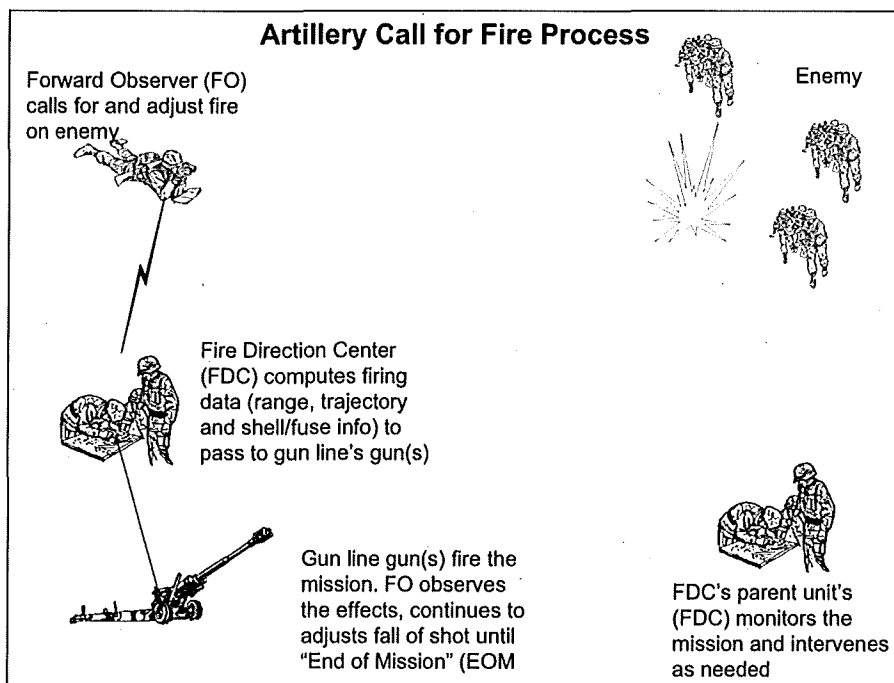 Artillery Call for Fire Process
Forward Observer (FO)
calls for and adjust fire
on enemy
Enemy
Fire Direction Center
(FDC) computes firing
data (range, trajectory
and shell/fuse info) to
pass to gun line's gun(s)
Gun line gun(s) fire the
mission. FO observes
the effects, continues to
adjusts fall of shot until
"End of Mission" (EOM
FDC's parent unit's
(FDC) monitors the
mission and intervenes
as needed